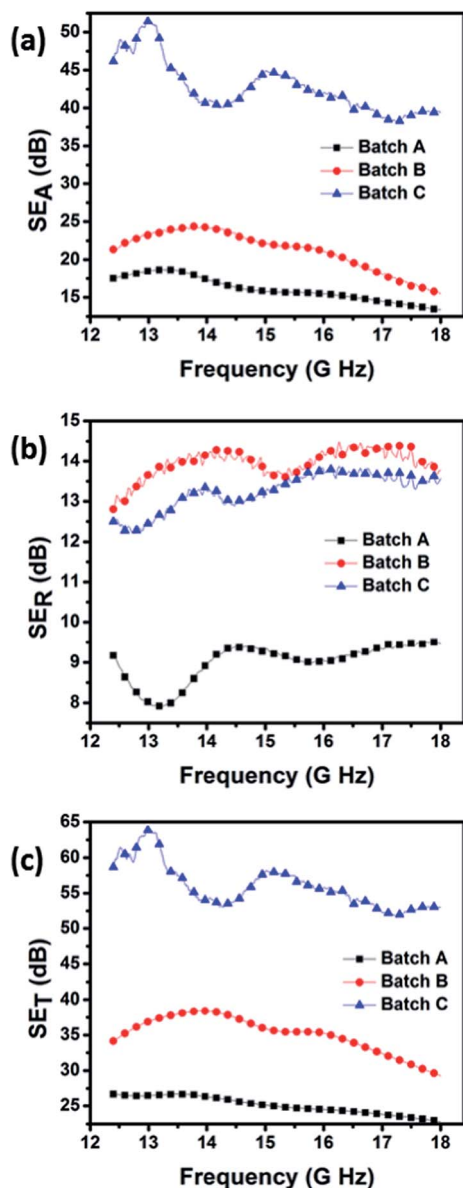 (a)
SEA (dB)
50
45
40
35
30
25
20
15
Batch A
Batch B
Batch C
12 13 14 15 16 17 18
Frequency (G Hz)
(b)
SER (dB)
15
14
13
12
11
10
9
8
Batch A
Batch B
Batch C
12 13 14 15 16 17 18
Frequency (G Hz)
(c)
SET (dB)
65
60
55
50
45
40
35
30
25
Batch A
Batch B
Batch C
12 13 14 15 16 17 18
Frequency (G Hz)